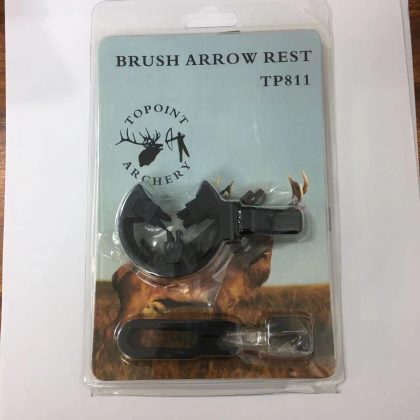 BRUSH ARROW REST
TP811
TOPOINT
ARCHERY